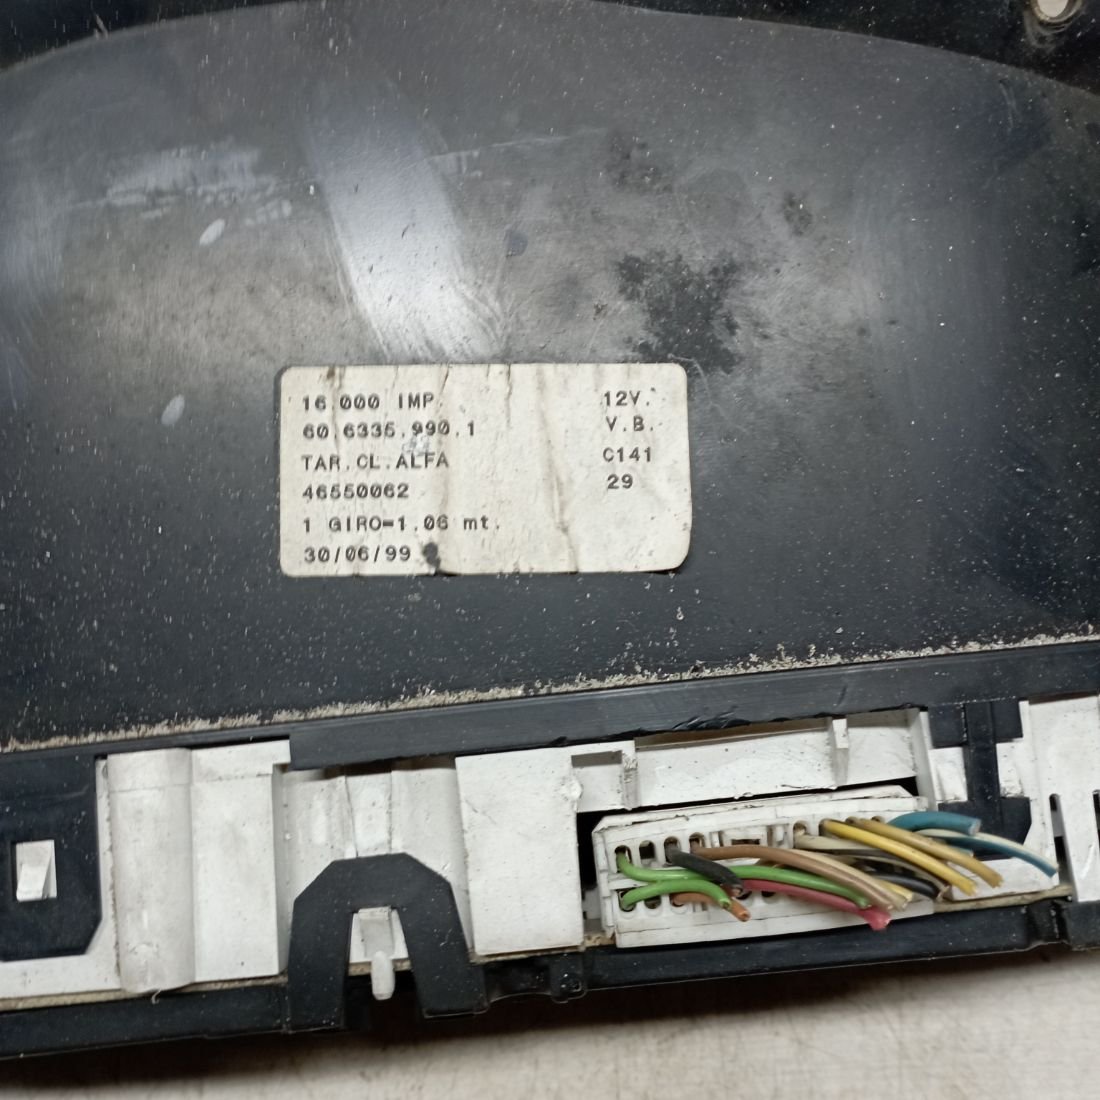 16 000 IMP. 12V.
60.6335.990.1 V.B.
TAR.CL.ALFA C141
46550062 29
1 GIRO=1.06 mt.
30/06/99